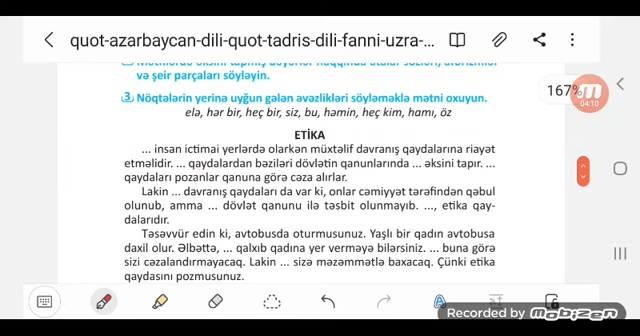 quot-azarbaycan-dili-quot-tadris-dili-fanni-uzra-...
və şeir parçaları söyləyin.
167%
04:10
3 Nöqtələrin yerinə uyğun gələn əvəzlikləri söyləməklə mətni oxuyun.
elə, hər bir, heç bir, siz, bu, həmin, heç kim, hamı, öz
ETİKA
... insan ictimai yerlərdə olarkən müxtəlif davranış qaydalarına riayət
etməlidir. ... qaydalardan bəziləri dövlətin qanunlarında ... əksini tapır. ...
qaydaları pozanlar qanuna görə cəza alırlar.
Lakin ... davranış qaydaları da var ki, onlar cəmiyyət tərəfindən qəbul
olunub, amma ... dövlət qanunu ilə təsbit olunmayıb. ..., etika qay-
dalarıdır.
Təsəvvür edin ki, avtobusda oturmusunuz. Yaşlı bir qadın avtobusa
daxil olur. Əlbəttə, ... qalxıb qadına yer verməyə bilərsiniz. ... buna görə
sizi cəzalandırmayacaq. Lakin ... sizə məzəmmətlə baxacaq. Çünki etika
qaydasını pozmusunuz.
Recorded by MOBIZEN